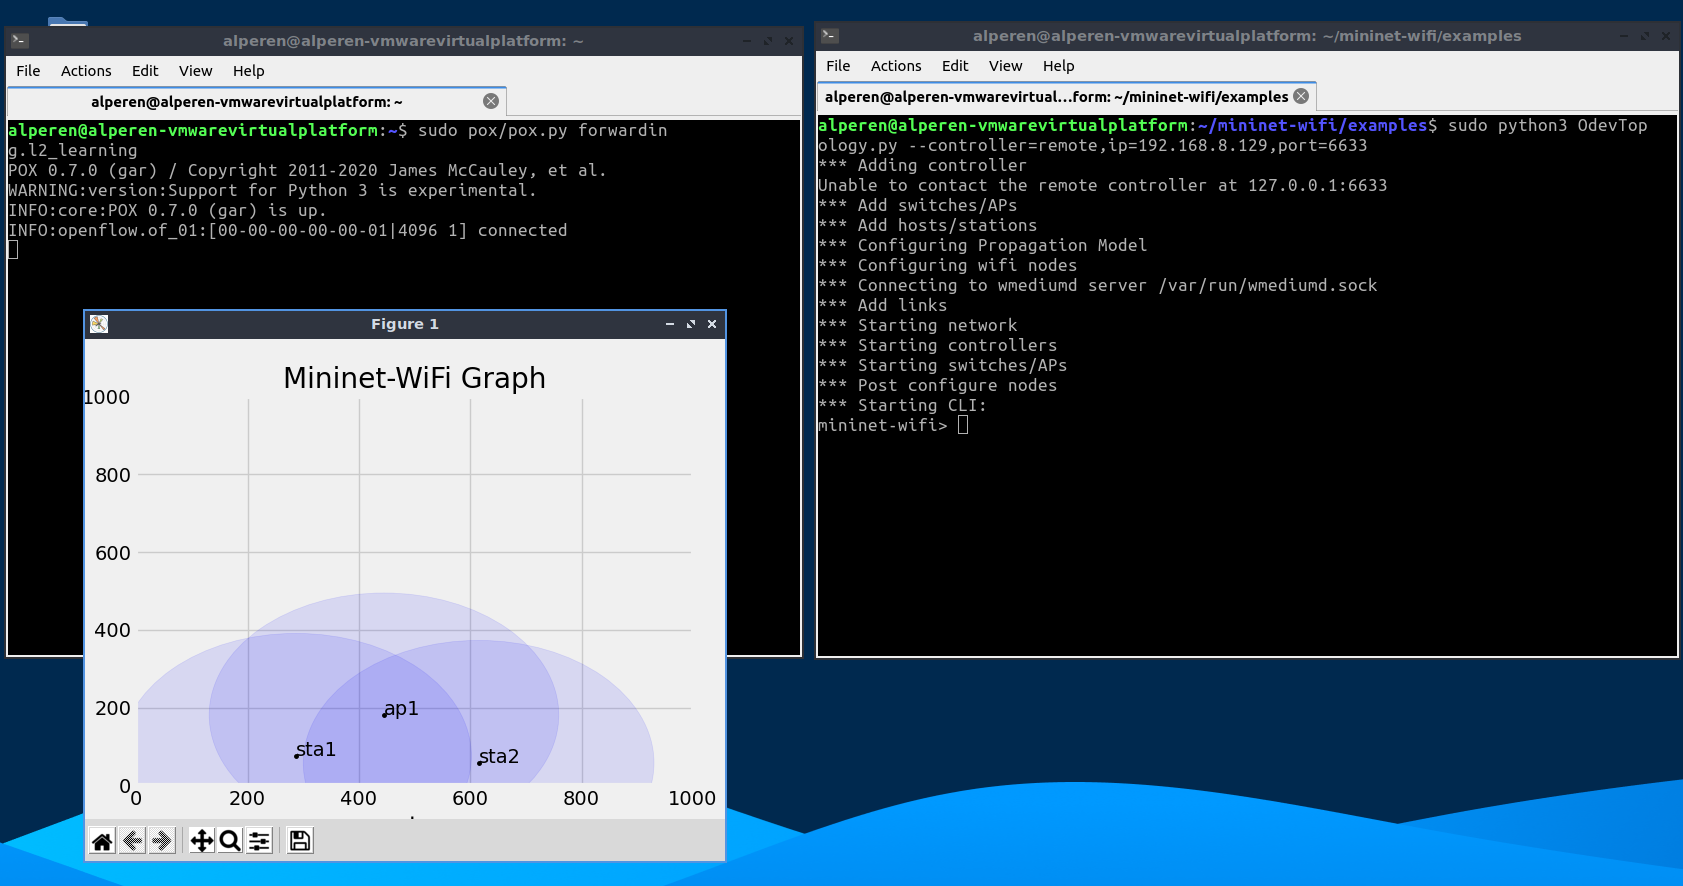 alperen@alperen-vmwarevirtualplatform: ~
File Actions Edit View Help
alperen@alperen-vmwarevirtualplatform: ~
alperen@alperen-vmwarevirtualplatform:~$ sudo pox/pox.py forwardin
g.l2_learning
POX 0.7.0 (gar) / Copyright 2011-2020 James McCauley, et al.
WARNING:version:Support for Python 3 is experimental.
INFO:core:POX 0.7.0 (gar) is up.
INFO:openflow.of_01:[00-00-00-00-00-01|4096 1] connected
alperen@alperen-vmwarevirtualplatform: ~/mininet-wifi/examples
File Actions Edit View Help
alperen@alperen-vmwarevirtual...form: ~/mininet-wifi/examples
alperen@alperen-vmwarevirtualplatform:~/mininet-wifi/examples$ sudo python3 OdevTop
ology.py --controller=remote,ip=192.168.8.129,port=6633
*** Adding controller
Unable to contact the remote controller at 127.0.0.1:6633
*** Add switches/APs
*** Add hosts/stations
*** Configuring Propagation Model
*** Configuring wifi nodes
*** Connecting to wmediumd server /var/run/wmediumd.sock
*** Add links
*** Starting network
*** Starting controllers
*** Starting switches/APs
*** Post configure nodes
*** Starting CLI:
mininet-wifi>
Figure 1
Mininet-WiFi Graph
1000
800
600
400
200
0
ap1
sta1
sta2
0 200 400 600 800 1000